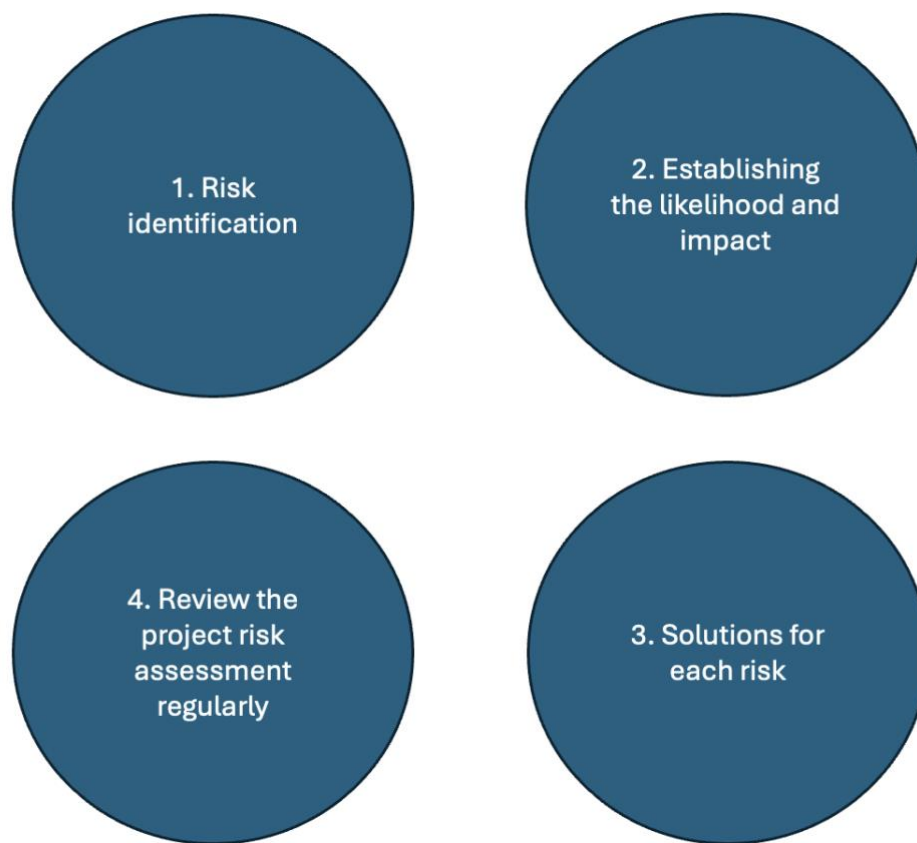 1. Risk
identification
2. Establishing
the likelihood and
impact
3. Solutions for
each risk
4. Review the
project risk
assessment
regularly